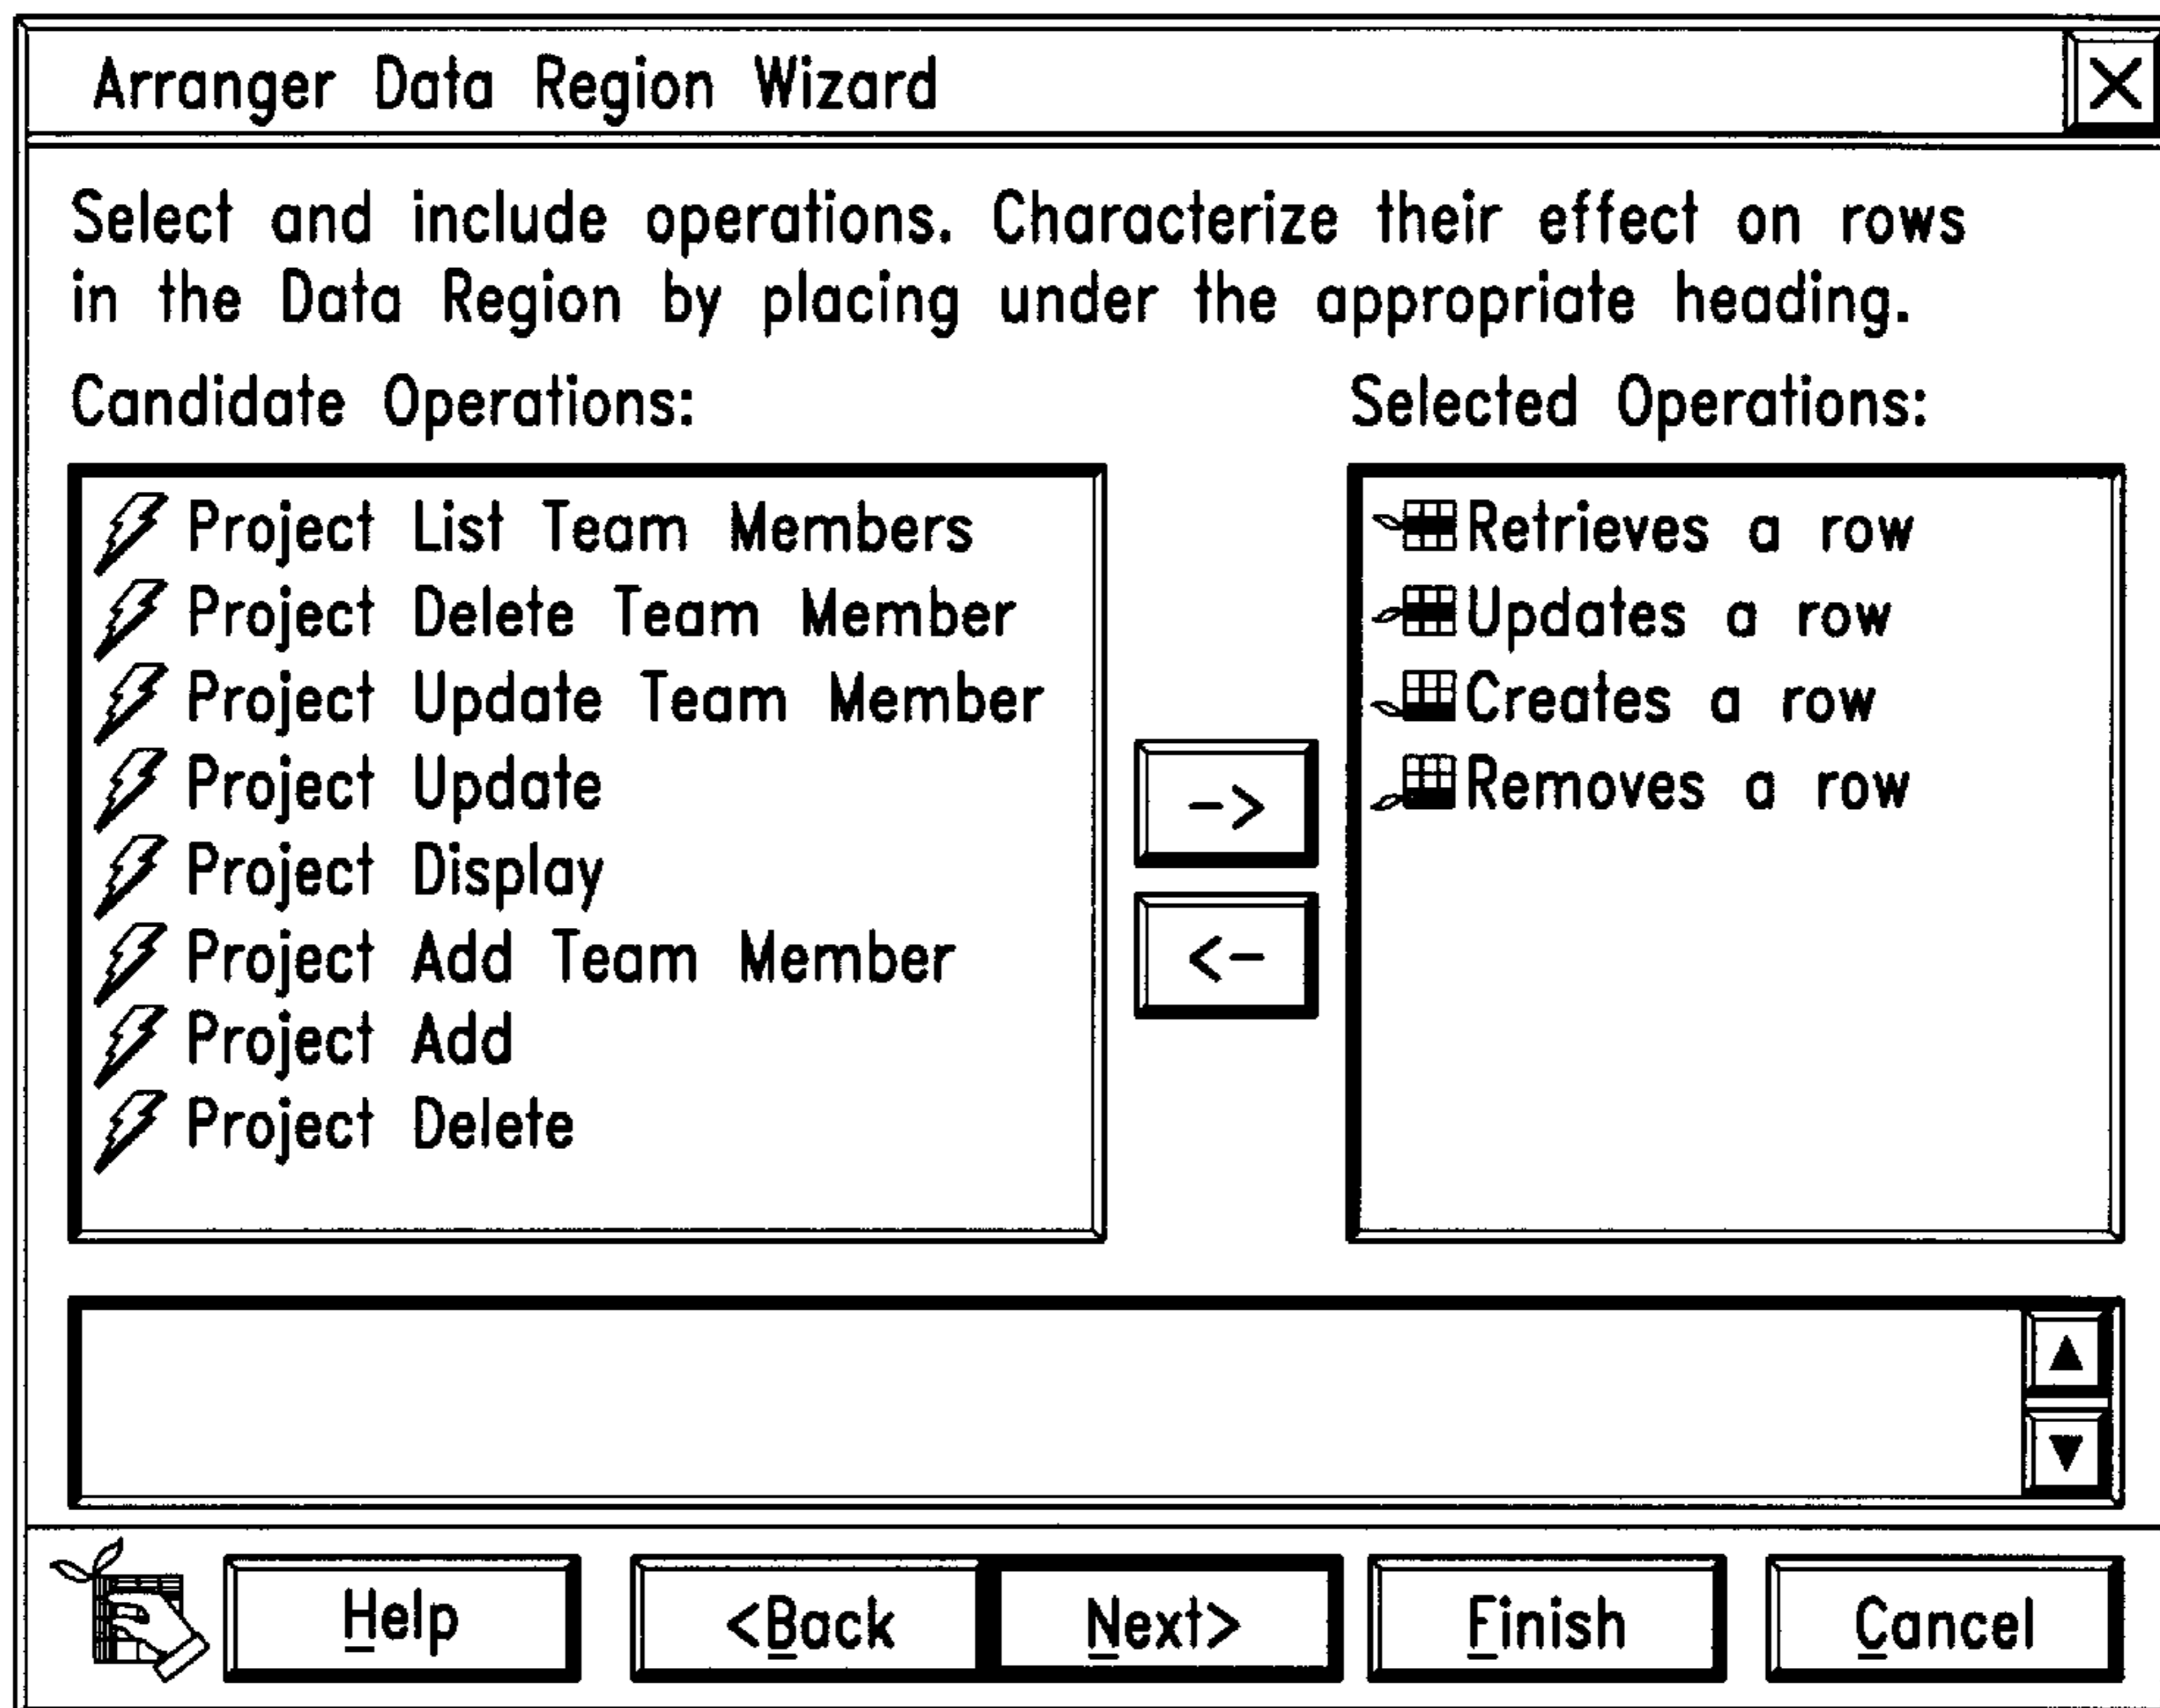 Arranger Data Region Wizard
Select and include operations. Characterize their effect on rows
in the Data Region by placing under the appropriate heading.
Candidate Operations:
Selected Operations:
Project List Team Members
Project Delete Team Member
Project Update Team Member
Project Update
Project Display
Project Add Team Member
Project Add
Project Delete
->
<-
Retrieves a row
Updates a row
Creates a row
Removes a row
Help
<Back
Next>
Finish
Cancel